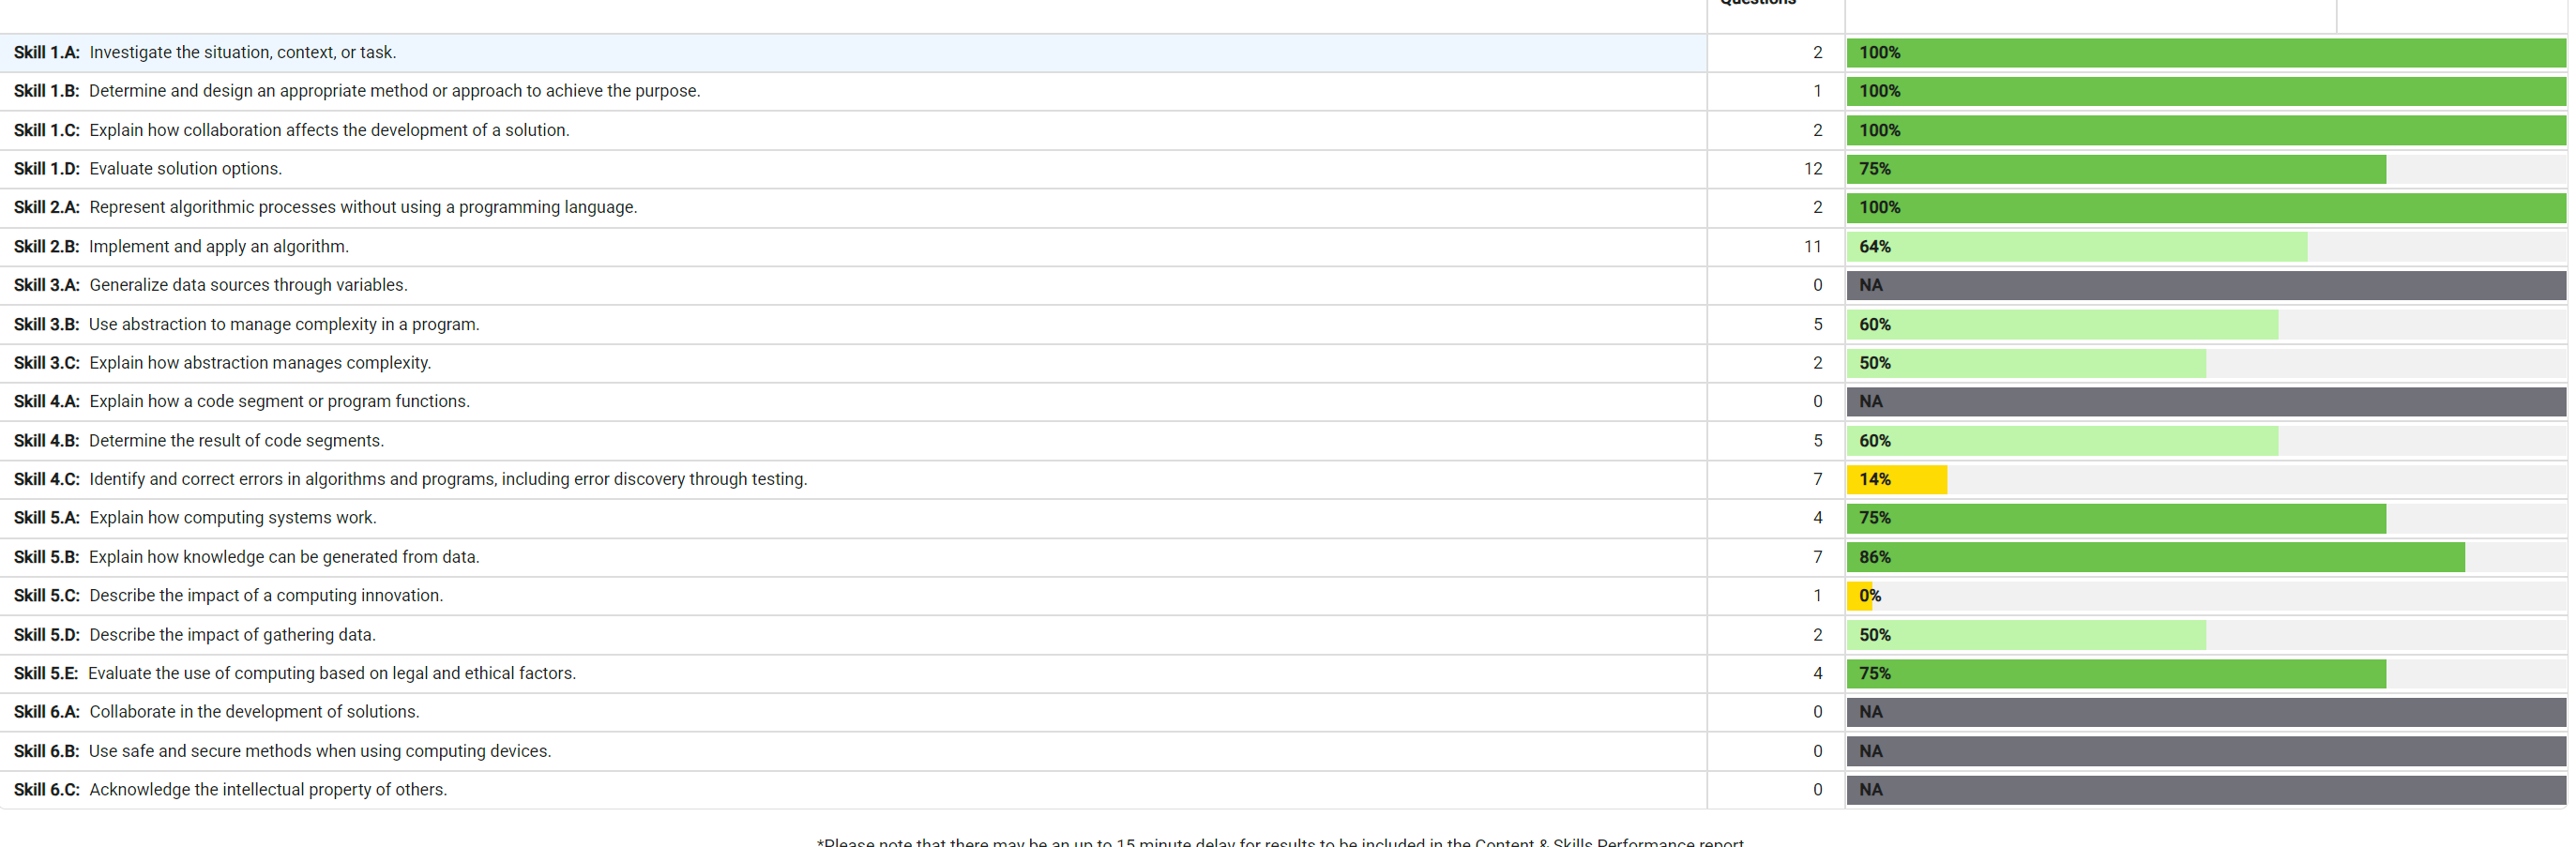 Questions
Skill 1.A: Investigate the situation, context, or task. 2 100%
Skill 1.B: Determine and design an appropriate method or approach to achieve the purpose. 1 100%
Skill 1.C: Explain how collaboration affects the development of a solution. 2 100%
Skill 1.D: Evaluate solution options. 12 75%
Skill 2.A: Represent algorithmic processes without using a programming language. 2 100%
Skill 2.B: Implement and apply an algorithm. 11 64%
Skill 3.A: Generalize data sources through variables. 0 NA
Skill 3.B: Use abstraction to manage complexity in a program. 5 60%
Skill 3.C: Explain how abstraction manages complexity. 2 50%
Skill 4.A: Explain how a code segment or program functions. 0 NA
Skill 4.B: Determine the result of code segments. 5 60%
Skill 4.C: Identify and correct errors in algorithms and programs, including error discovery through testing. 7 14%
Skill 5.A: Explain how computing systems work. 4 75%
Skill 5.B: Explain how knowledge can be generated from data. 7 86%
Skill 5.C: Describe the impact of a computing innovation. 1 0%
Skill 5.D: Describe the impact of gathering data. 2 50%
Skill 5.E: Evaluate the use of computing based on legal and ethical factors. 4 75%
Skill 6.A: Collaborate in the development of solutions. 0 NA
Skill 6.B: Use safe and secure methods when using computing devices. 0 NA
Skill 6.C: Acknowledge the intellectual property of others. 0 NA
*Please note that there may be an up to 15 minute delay for results to be included in the Content & Skills Performance report